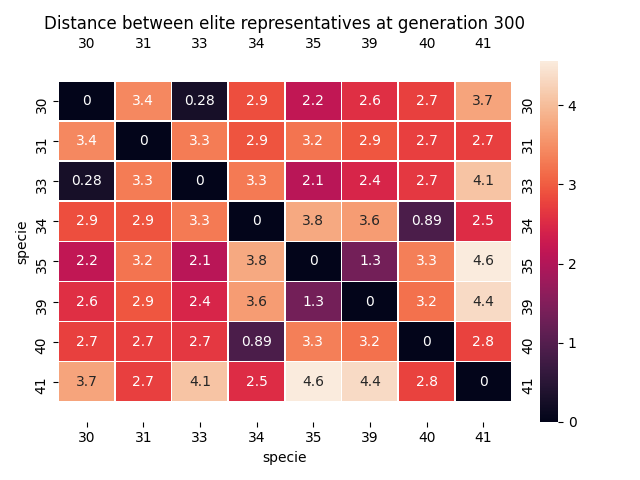 Distance between elite representatives at generation 300
30 31 33 34 35 39 40 41
30 0 3.4 0.28 2.9 2.2 2.6 2.7 3.7 30
31 3.4 0 3.3 2.9 3.2 2.9 2.7 2.7 31
33 0.28 3.3 0 3.3 2.1 2.4 2.7 4.1 33
34 2.9 2.9 3.3 0 3.8 3.6 0.89 2.5 34
35 2.2 3.2 2.1 3.8 0 1.3 3.3 4.6 35
39 2.6 2.9 2.4 3.6 1.3 0 3.2 4.4 39
40 2.7 2.7 2.7 0.89 3.3 3.2 0 2.8 40
41 3.7 2.7 4.1 2.5 4.6 4.4 2.8 0 41
30 31 33 34 35 39 40 41
specie
specie
4
3
2
1
0